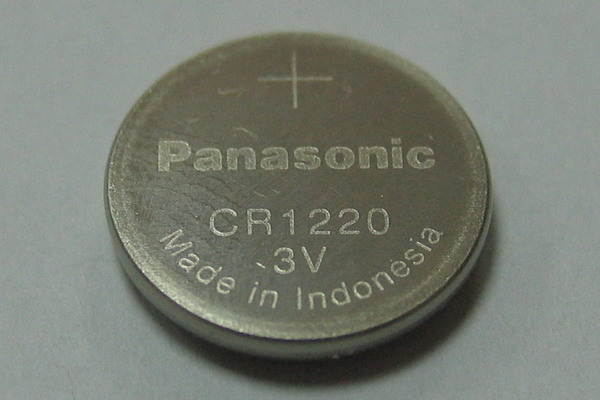 +
Panasonic
CR1220
3V
Made in Indonesia